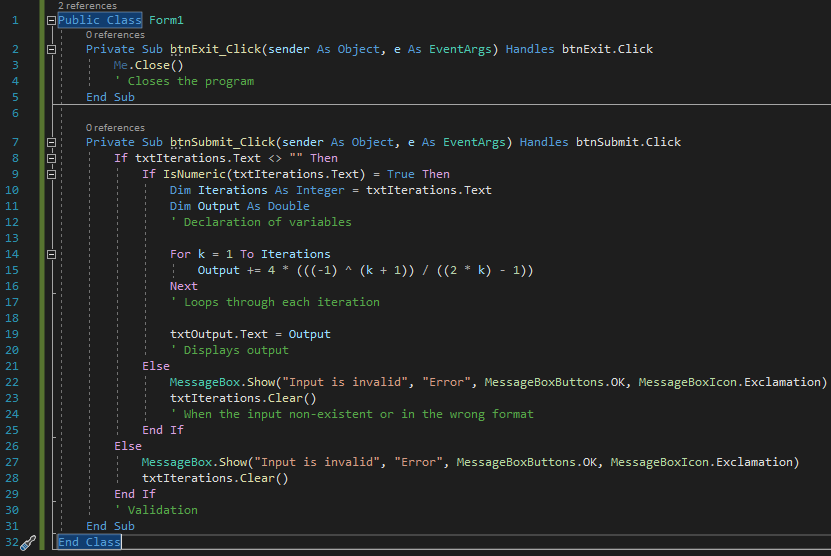 2 references
1 Public Class Form1
0 references
2 Private Sub btnExit_Click(sender As Object, e As EventArgs) Handles btnExit.Click
3 Me.Close()
4 ' Closes the program
5 End Sub
6
0 references
7 Private Sub btnSubmit_Click(sender As Object, e As EventArgs) Handles btnSubmit.Click
8 If txtIterations.Text <> "" Then
9 If IsNumeric(txtIterations.Text) = True Then
10 Dim Iterations As Integer = txtIterations.Text
11 Dim Output As Double
12 ' Declaration of variables
13
14 For k = 1 To Iterations
15 Output += 4 * (((-1) ^ (k + 1)) / ((2 * k) - 1))
16 Next
17 ' Loops through each iteration
18
19 txtOutput.Text = Output
20 ' Displays output
21 Else
22 MessageBox.Show("Input is invalid", "Error", MessageBoxButtons.OK, MessageBoxIcon.Exclamation)
23 txtIterations.Clear()
24 ' When the input non-existent or in the wrong format
25 End If
26 Else
27 MessageBox.Show("Input is invalid", "Error", MessageBoxButtons.OK, MessageBoxIcon.Exclamation)
28 txtIterations.Clear()
29 End If
30 ' Validation
31 End Sub
32 End Class